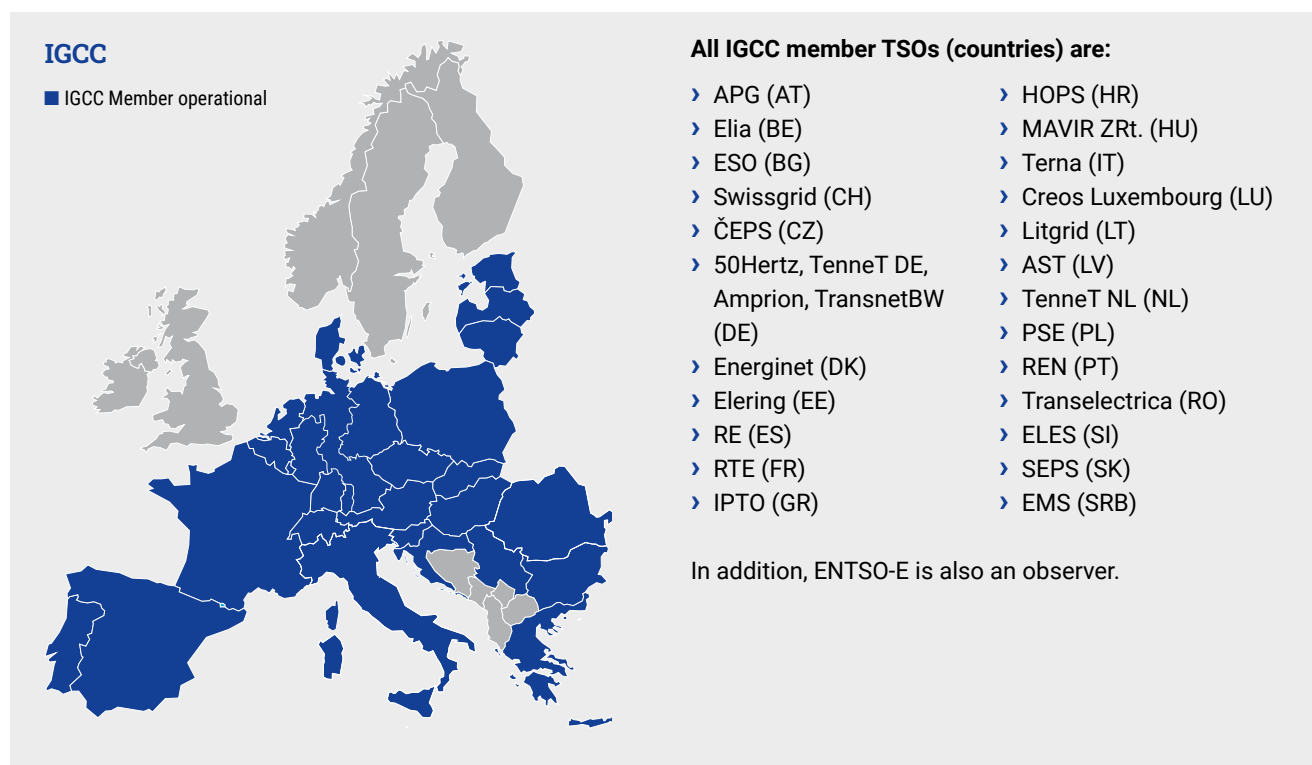 IGCC
IGCC Member operational
All IGCC member TSOs (countries) are:
› APG (AT)
› Elia (BE)
› ESO (BG)
› Swissgrid (CH)
› ČEPS (CZ)
› 50Hertz, TenneT DE,
Amprion, TransnetBW
(DE)
› Energinet (DK)
› Elering (EE)
› RE (ES)
› RTE (FR)
› IPTO (GR)
› HOPS (HR)
› MAVIR ZRt. (HU)
› Terna (IT)
› Creos Luxembourg (LU)
› Litgrid (LT)
› AST (LV)
› TenneT NL (NL)
› PSE (PL)
› REN (PT)
› Transelectrica (RO)
› ELES (SI)
› SEPS (SK)
› EMS (SRB)
In addition, ENTSO-E is also an observer.